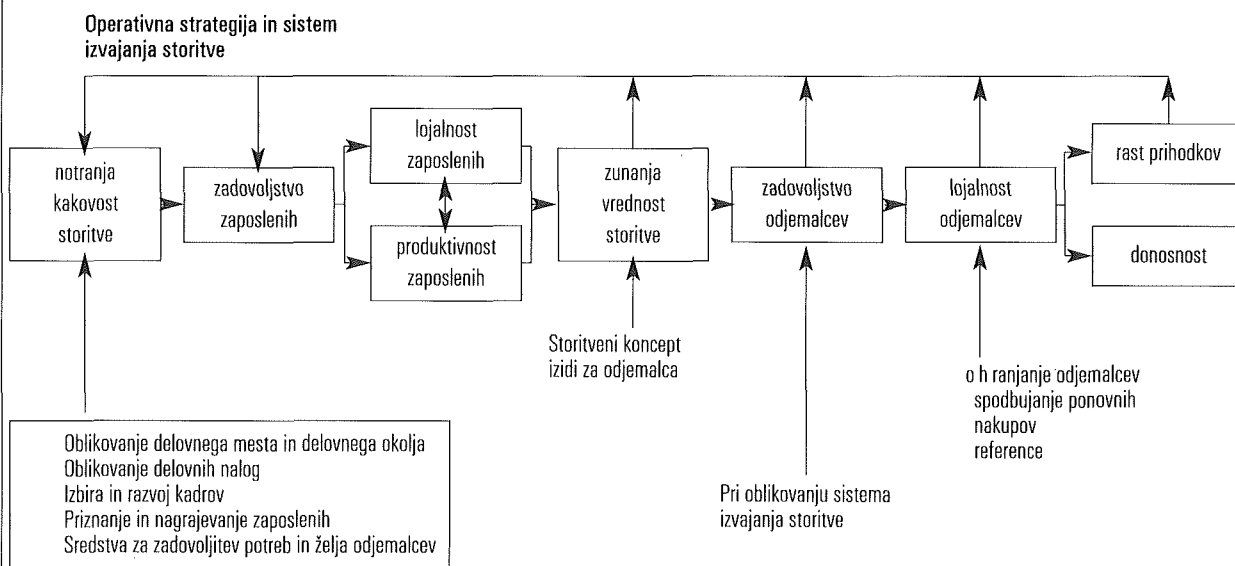 Operativna strategija in sistem
izvajanja storitve
notranja
kakovost
storitve
zadovoljstvo
zaposlenih
lojalnost
zaposlenih
produktivnost
zaposlenih
zunanja
vrednost
storitve
zadovoljstvo
odjemalcev
lojalnost
odjemalcev
rast prihodkov
donosnost
Storitveni koncept
izidi za odjemalca
o h ranjanje odjemalcev
spodbujanje ponovnih
nakupov
reference
Pri oblikovanju sistema
izvajanja storitve
Oblikovanje delovnega mesta in delovnega okolja
Oblikovanje delovnih nalog
Izbira in razvoj kadrov
Priznanje in nagrajevanje zaposlenih
Sredstva za zadovoljitev potreb in želja odjemalcev